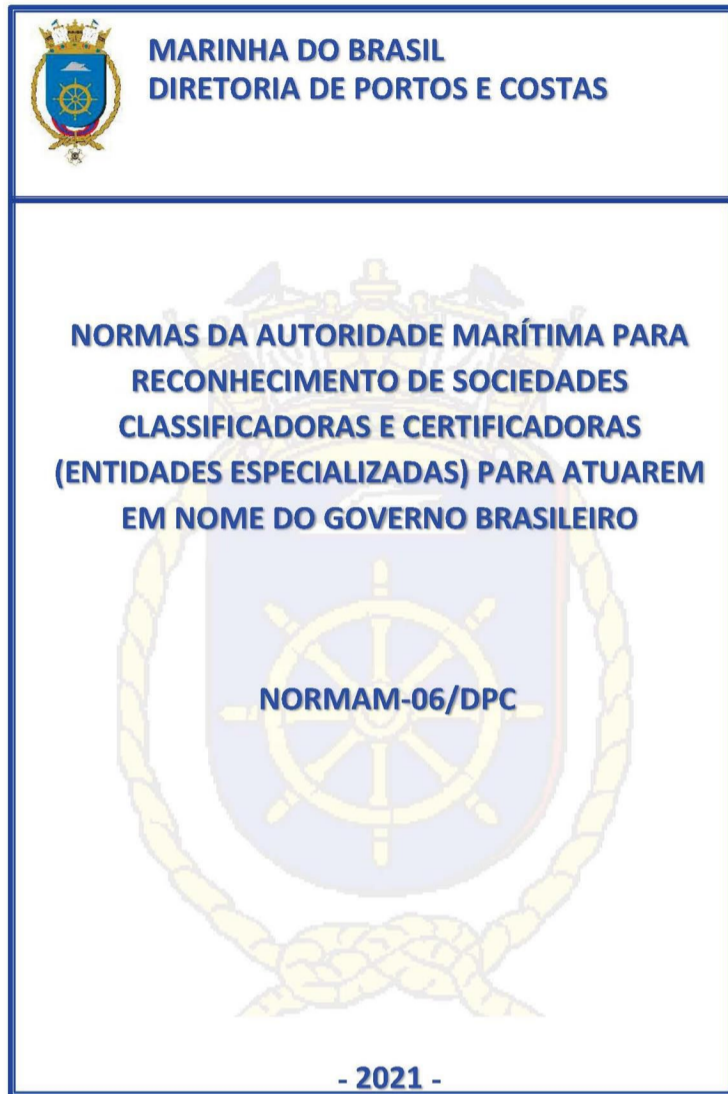 MARINHA DO BRASIL
DIRETORIA DE PORTOS E COSTAS
NORMAS DA AUTORIDADE MARÍTIMA PARA
RECONHECIMENTO DE SOCIEDADES
CLASSIFICADORAS E CERTIFICADORAS
(ENTIDADES ESPECIALIZADAS) PARA ATUAREM
EM NOME DO GOVERNO BRASILEIRO
NORMAM-06/DPC
- 2021 -